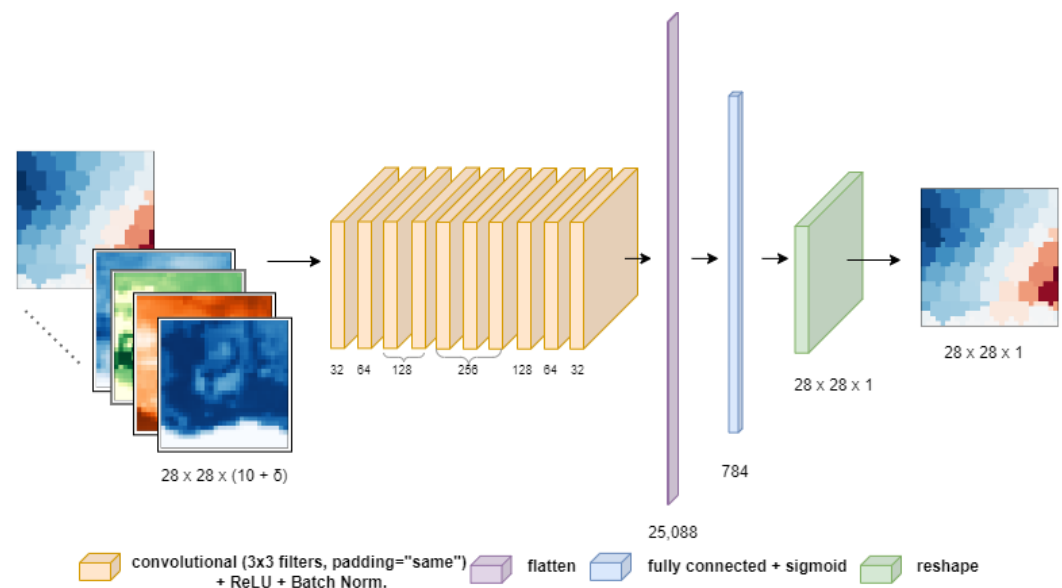 28 x 28 x (10 + δ)
32 64 128 256 128 64 32
25,088
784
28 x 28 x 1
28 x 28 x 1
convolutional (3x3 filters, padding="same")
+ ReLU + Batch Norm.
flatten
fully connected + sigmoid
reshape